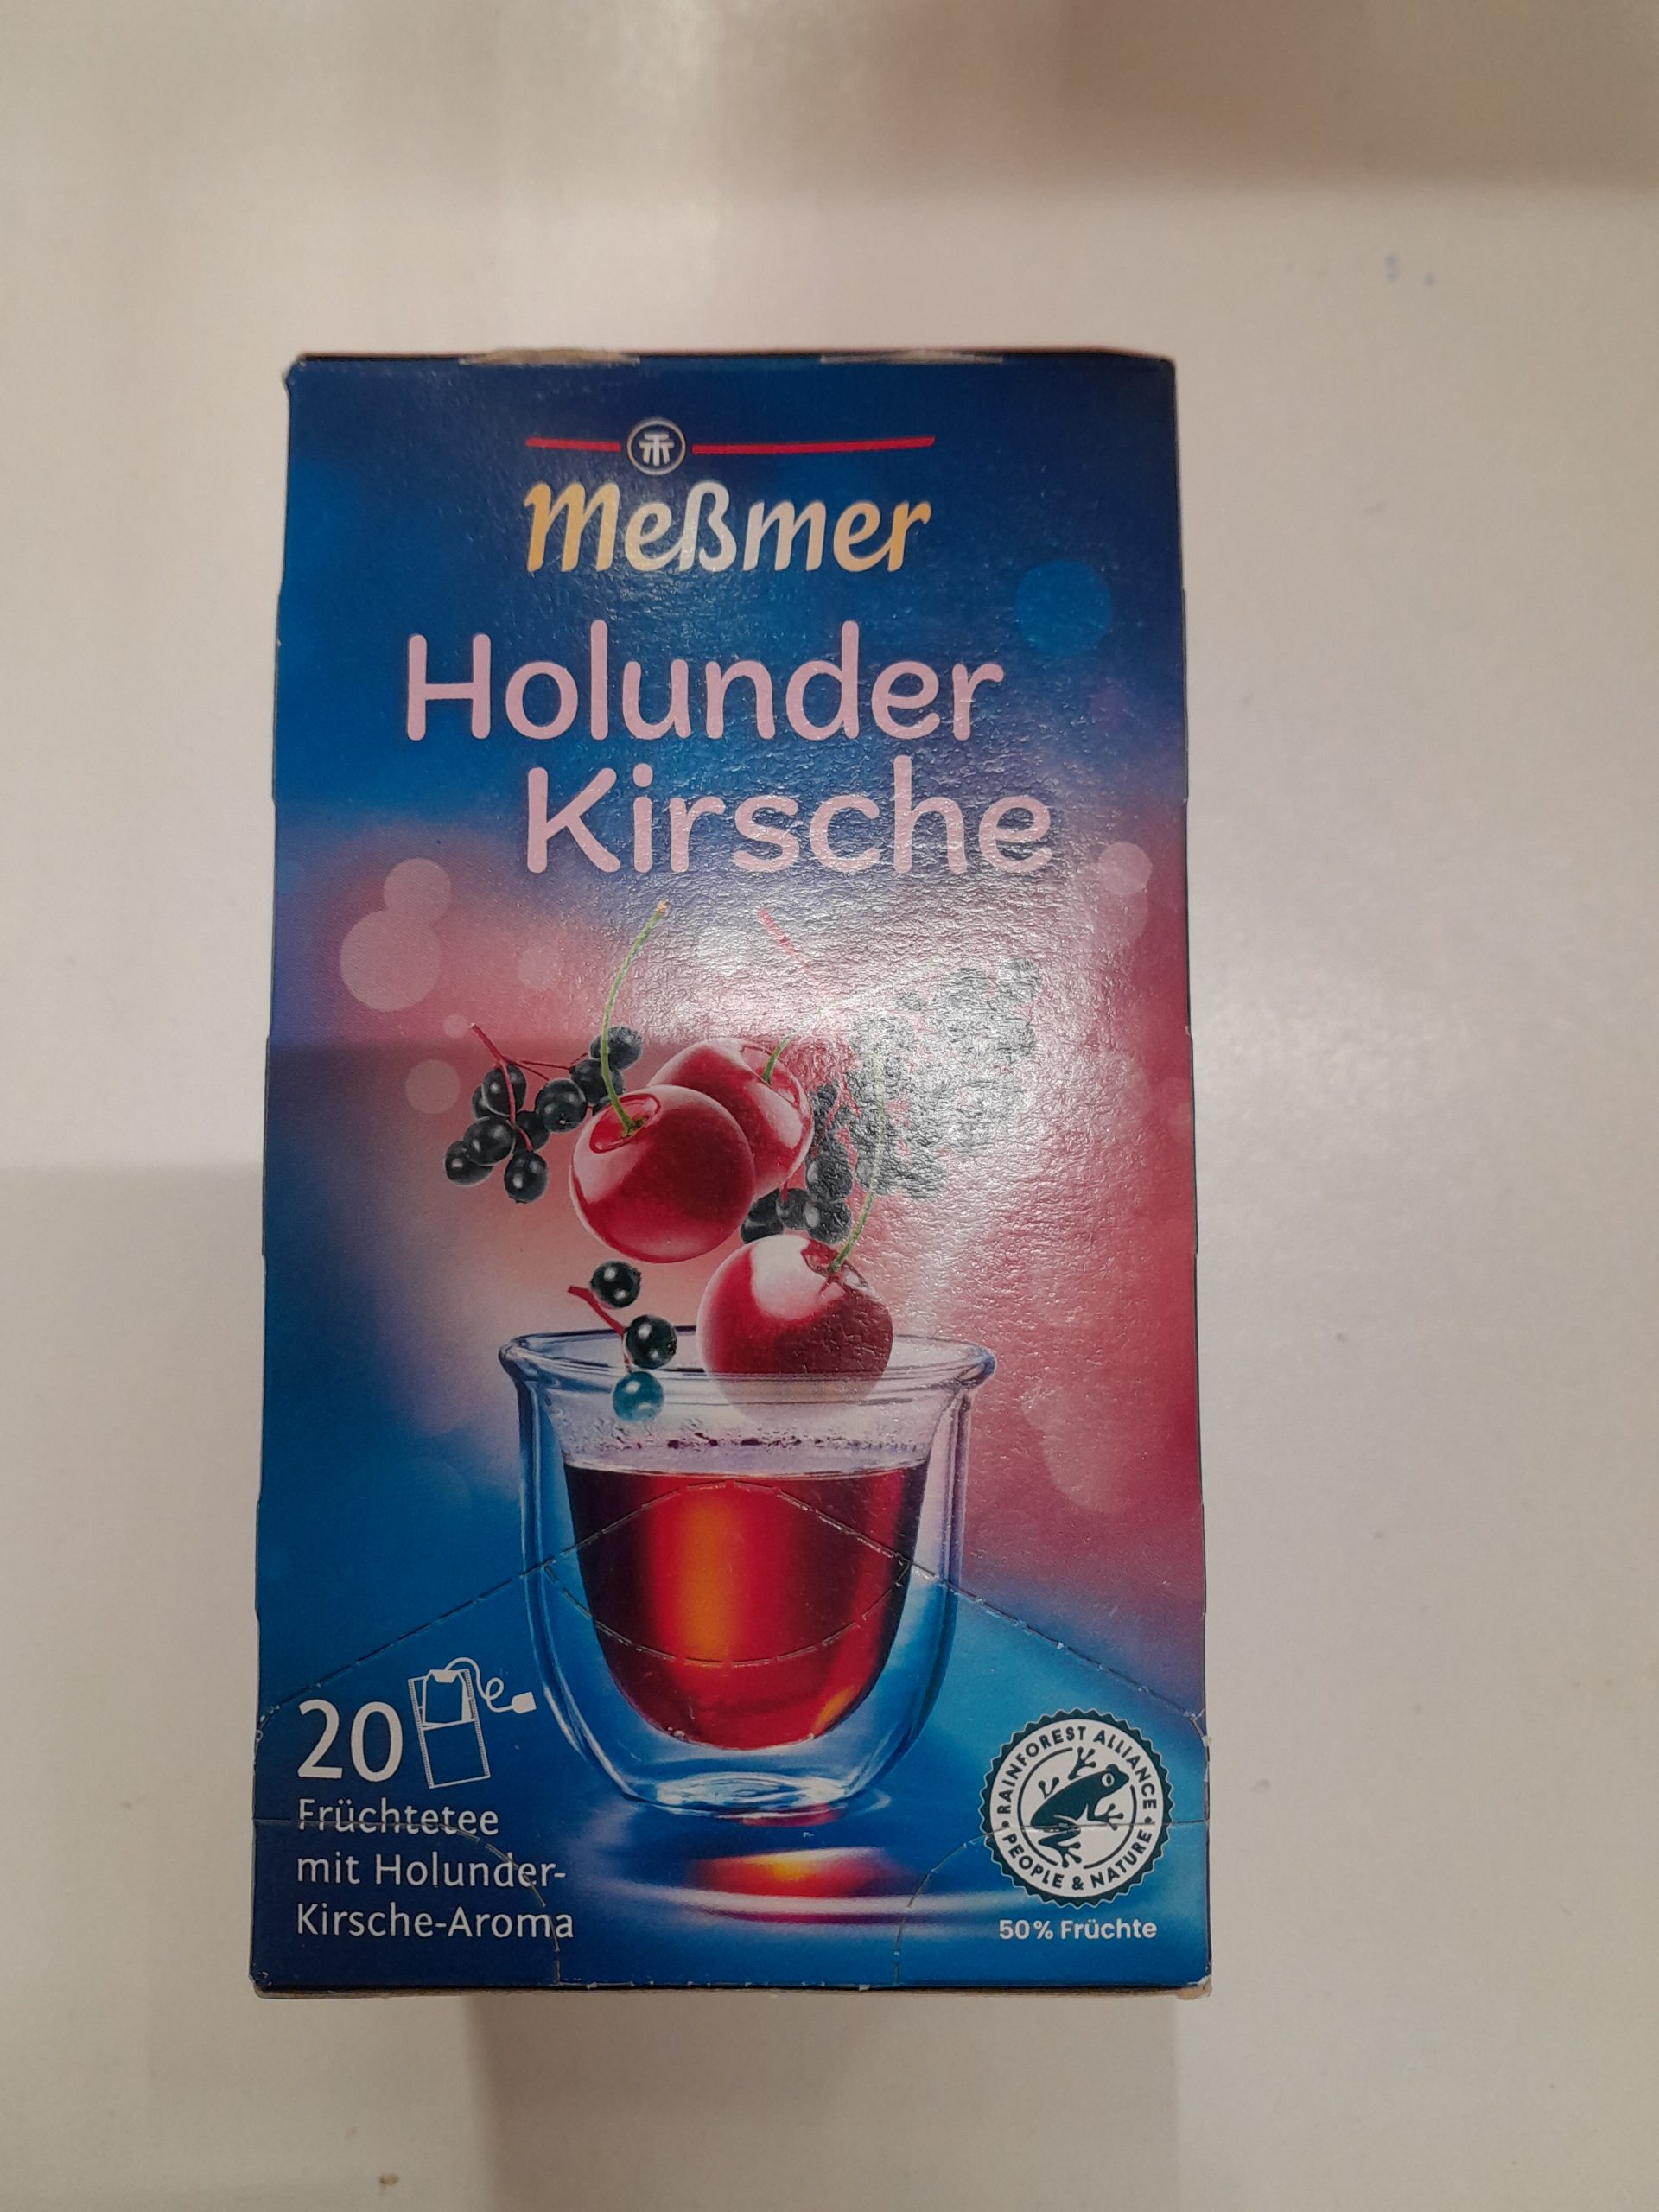 Meßmer
Holunder
Kirsche
20
Früchtetee
mit Holunder-
Kirsche-Aroma
RAINFOREST ALLIANCE
PEOPLE & NATURE
50% Früchte